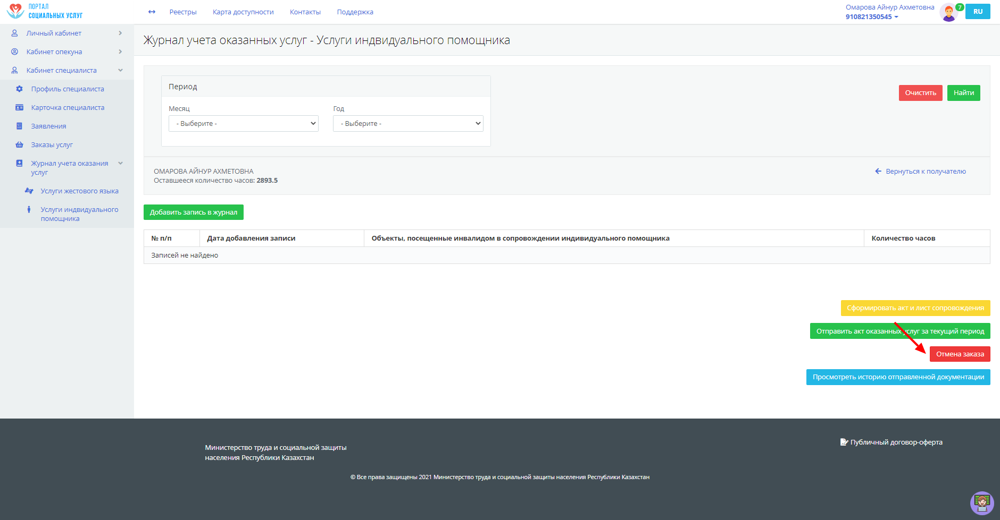 ПОРТАЛ
СОЦИАЛЬНЫХ УСЛУГ
Реестры
Карта доступности
Контакты
Поддержка
Омарова Айнур Ахметовна
910821350545
7
RU
Личный кабинет
Кабинет опекуна
Кабинет специалиста
Профиль специалиста
Карточка специалиста
Заявления
Заказы услуг
Журнал учета оказания
услуг
Услуги жестового языка
Услуги индвидуального
помощника
Журнал учета оказанных услуг - Услуги индвидуального помощника
Период
Месяц
Год
- Выберите -
- Выберите -
Очистить
Найти
ОМАРОВА АЙНУР АХМЕТОВНА
Оставшееся количество часов: 2893.5
Вернуться к получателю
Добавить запись в журнал
№ п/п
Дата добавления записи
Объекты, посещенные инвалидом в сопровождении индивидуального помощника
Количество часов
Записей не найдено
Сформировать акт и лист сопровождения
Отправить акт оказанных услуг за текущий период
Отмена заказа
Просмотреть историю отправленной документации
Министерство труда и социальной защиты
населения Республики Казахстан
Публичный договор-оферта
© Все права защищены 2021 Министерство труда и социальной защиты населения Республики Казахстан